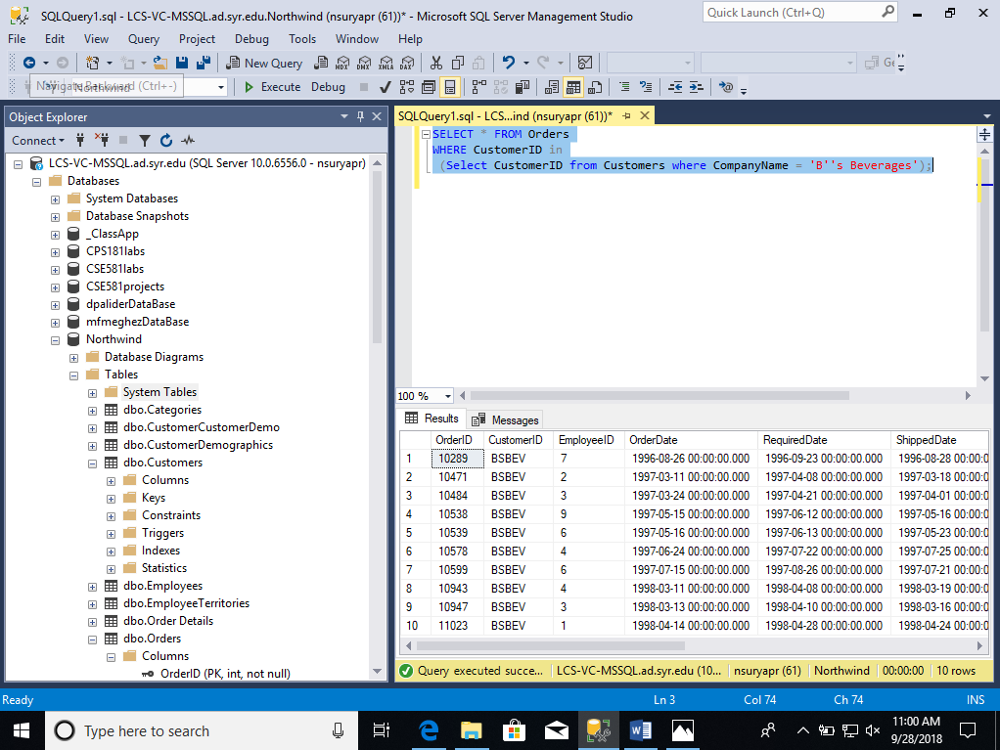 SQLQuery1.sql - LCS-VC-MSSQL.ad.syr.edu.Northwind (nsuryapr (61))* - Microsoft SQL Server Management Studio
Quick Launch (Ctrl+Q)
File Edit View Query Project Debug Tools Window Help
New Query MDX DMX XMLA DAX
Navigate Backward (Ctrl+-)
Execute Debug
Object Explorer
Connect
LCS-VC-MSSQL.ad.syr.edu (SQL Server 10.0.6556.0 - nsuryapr)
Databases
System Databases
Database Snapshots
_ClassApp
CPS181labs
CSE581labs
CSE581projects
dpaliderDataBase
mfmeghezDataBase
Northwind
Database Diagrams
Tables
System Tables
dbo.Categories
dbo.CustomerCustomerDemo
dbo.CustomerDemographics
dbo.Customers
Columns
Keys
Constraints
Triggers
Indexes
Statistics
dbo.Employees
dbo.EmployeeTerritories
dbo.Order Details
dbo.Orders
Columns
OrderID (PK, int, not null)
SQLQuery1.sql - LCS...ind (nsuryapr (61))*
SELECT * FROM Orders
WHERE CustomerID in
(Select CustomerID from Customers where CompanyName = 'B''s Beverages');
100 %
Results Messages
OrderID CustomerID EmployeeID OrderDate RequiredDate ShippedDate
1 10289 BSBEV 7 1996-08-26 00:00:00.000 1996-09-23 00:00:00.000 1996-08-28 00:00:0
2 10471 BSBEV 2 1997-03-11 00:00:00.000 1997-04-08 00:00:00.000 1997-03-18 00:00:0
3 10484 BSBEV 3 1997-03-24 00:00:00.000 1997-04-21 00:00:00.000 1997-04-01 00:00:0
4 10538 BSBEV 9 1997-05-15 00:00:00.000 1997-06-12 00:00:00.000 1997-05-16 00:00:0
5 10539 BSBEV 6 1997-05-16 00:00:00.000 1997-06-13 00:00:00.000 1997-05-23 00:00:0
6 10578 BSBEV 4 1997-06-24 00:00:00.000 1997-07-22 00:00:00.000 1997-07-25 00:00:0
7 10599 BSBEV 6 1997-07-15 00:00:00.000 1997-08-26 00:00:00.000 1997-07-21 00:00:0
8 10943 BSBEV 4 1998-03-11 00:00:00.000 1998-04-08 00:00:00.000 1998-03-19 00:00:0
9 10947 BSBEV 3 1998-03-13 00:00:00.000 1998-04-10 00:00:00.000 1998-03-16 00:00:0
10 11023 BSBEV 1 1998-04-14 00:00:00.000 1998-04-28 00:00:00.000 1998-04-24 00:00:0
Query executed succe... LCS-VC-MSSQL.ad.syr.edu (10... nsuryapr (61) Northwind 00:00:00 10 rows
Ready Ln 3 Col 74 Ch 74 INS
Type here to search
11:00 AM
9/28/2018